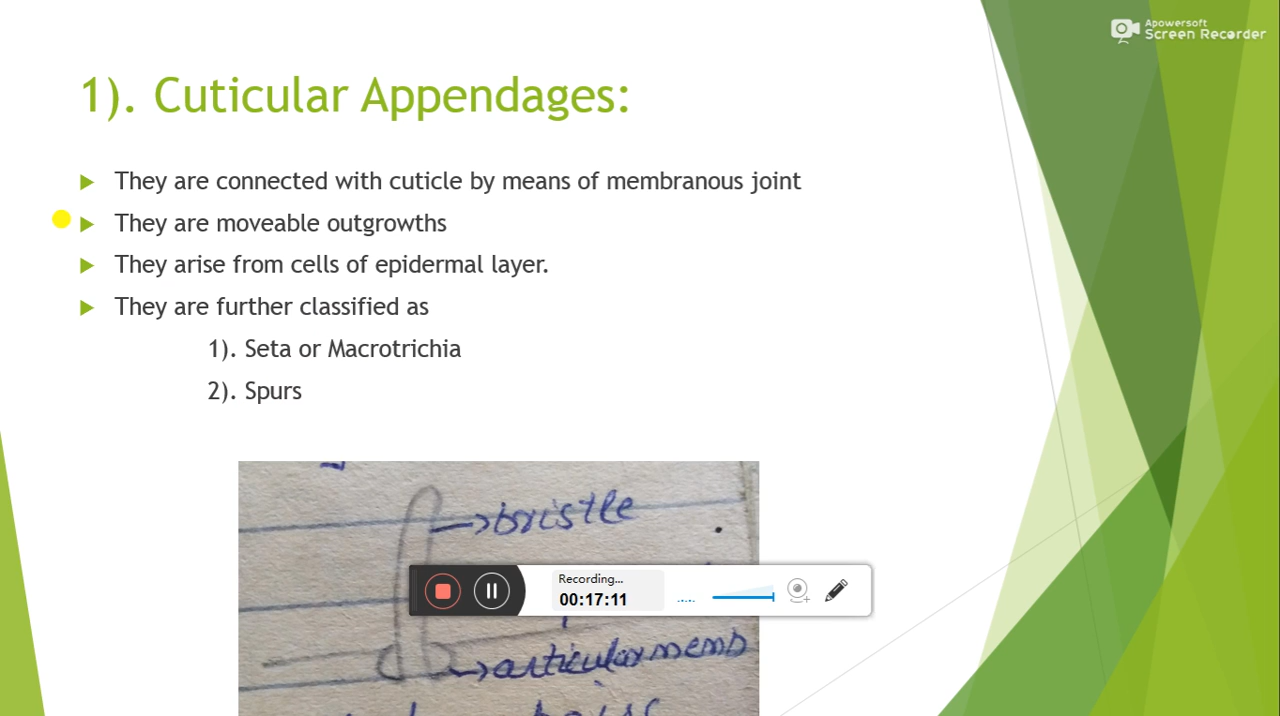 Apowersoft
Screen Recorder
1). Cuticular Appendages:
They are connected with cuticle by means of membranous joint
They are moveable outgrowths
They arise from cells of epidermal layer.
They are further classified as
1). Seta or Macrotrichia
2). Spurs
bristle
Recording...
00:17:11
articular memb